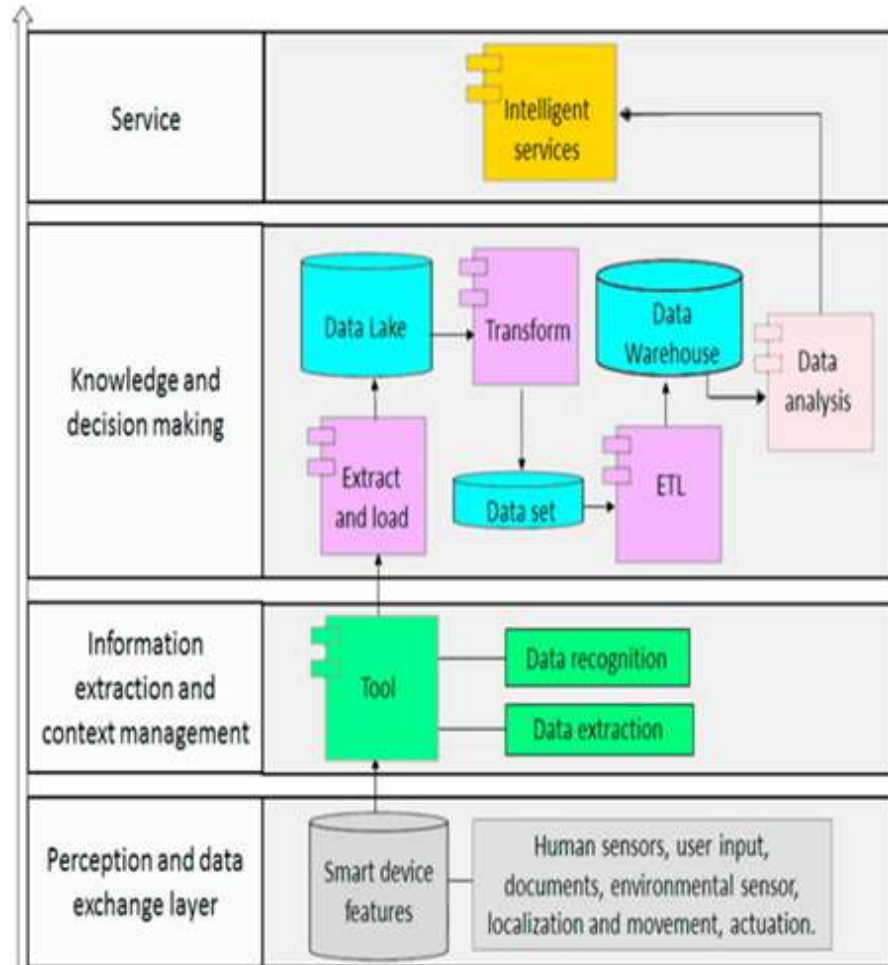 Service
Intelligent
services
Knowledge and
decision making
Data Lake
Transform
Data
Warehouse
Data
analysis
Extract
and load
Data set
ETL
Information
extraction and
context management
Tool
Data recognition
Data extraction
Perception and data
exchange layer
Smart device
features
Human sensors, user input,
documents, environmental sensor,
localization and movement, actuation.